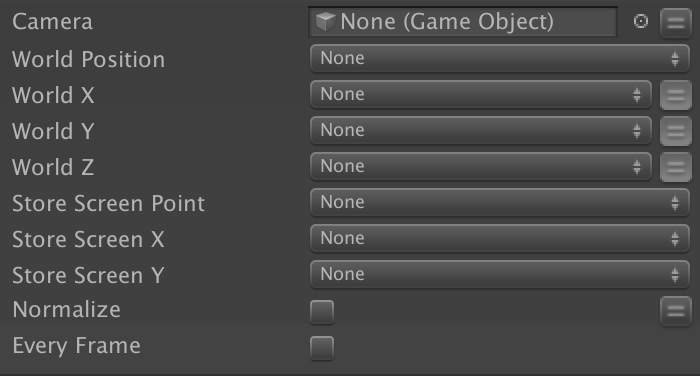 Camera None (Game Object)
World Position None
World X None
World Y None
World Z None
Store Screen Point None
Store Screen X None
Store Screen Y None
Normalize
Every Frame